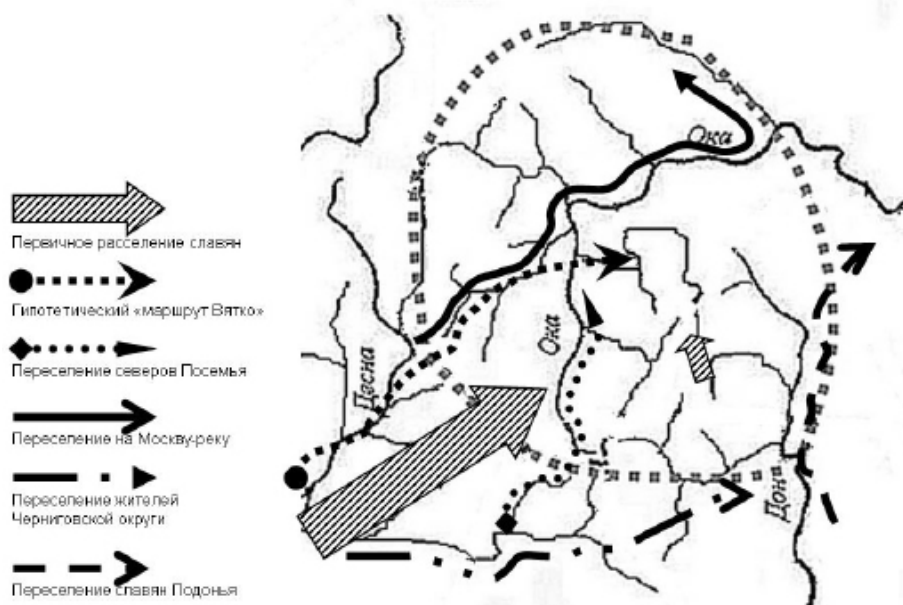 Ока
Первичное расселение славян
Гипотетический «маршрут Вятко»
Ока
Переселение северов Посемья
Дасна
Переселение на Москву-реку
Переселение жителей
Черниговской округи
Дон
Переселение славян Подонья